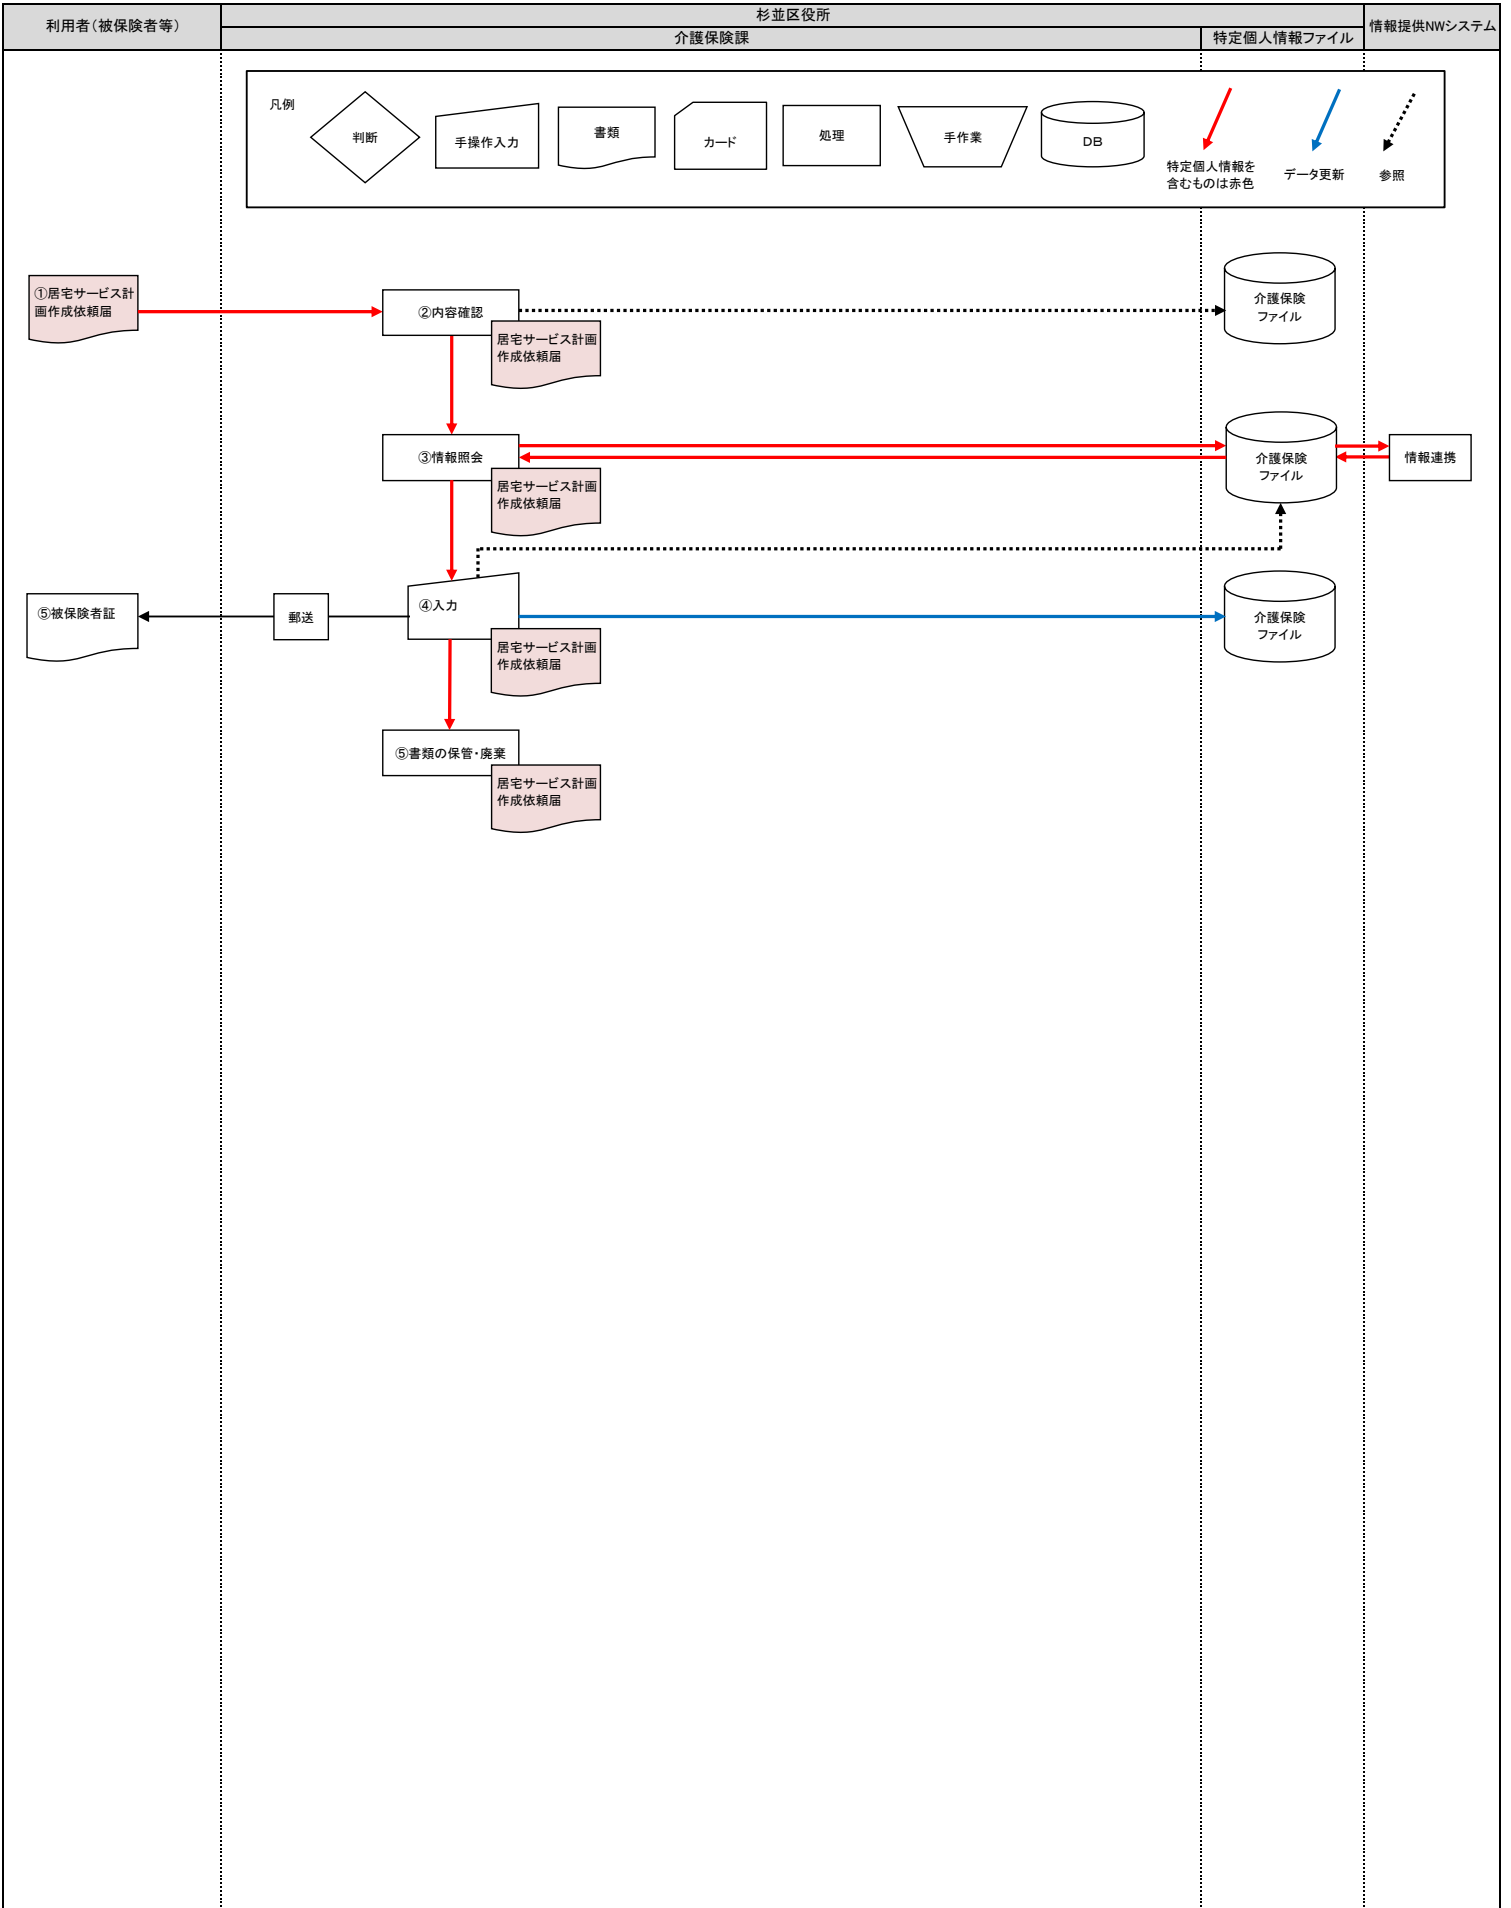 利用者（被保険者等）
杉並区役所
情報提供NWシステム
介護保険課
特定個人情報ファイル
凡例
判断
手操作入力
書類
カード
処理
手作業
DB
特定個人情報を
含むものは赤色
データ更新
参照
①居宅サービス計
画作成依頼届
②内容確認
居宅サービス計画
作成依頼届
介護保険
ファイル
③情報照会
居宅サービス計画
作成依頼届
介護保険
ファイル
情報連携
⑤被保険者証
郵送
④入力
居宅サービス計画
作成依頼届
介護保険
ファイル
⑤書類の保管・廃棄
居宅サービス計画
作成依頼届